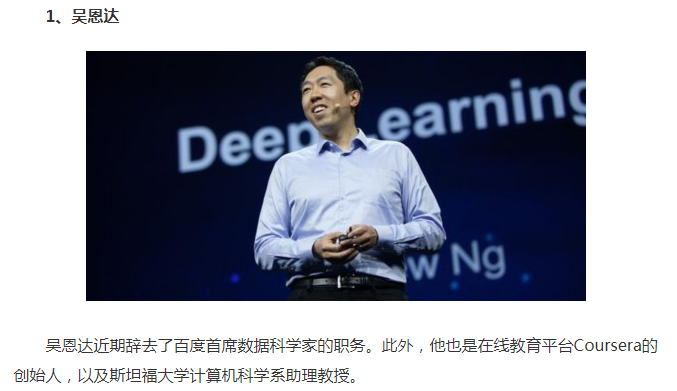 1、吴恩达
Deep Learning
ew Ng
吴恩达近期辞去了百度首席数据科学家的职务。此外，他也是在线教育平台Coursera的
创始人，以及斯坦福大学计算机科学系助理教授。